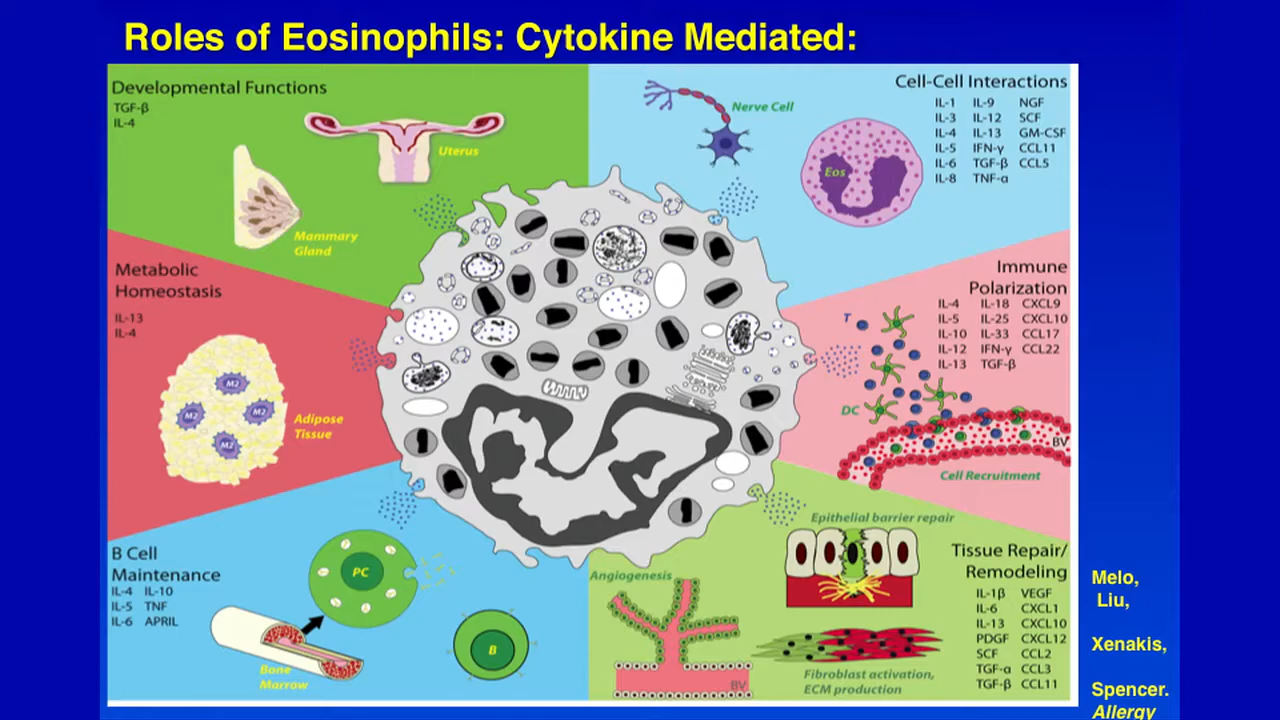 Roles of Eosinophils: Cytokine Mediated:
Developmental Functions
TGF-β
IL-4
Uterus
Mammary
Gland
Nerve Cell
Eos
Cell-Cell Interactions
IL-1 IL-9 NGF
IL-3 IL-12 SCF
IL-4 IL-13 GM-CSF
IL-5 IFN-γ CCL11
IL-6 TGF-β CCL5
IL-8 TNF-α
Metabolic
Homeostasis
IL-13
IL-4
M2
M2
M2
M2
Adipose
Tissue
Immune
Polarization
IL-4 IL-18 CXCL9
IL-5 IL-25 CXCL10
IL-10 IL-33 CCL17
IL-12 IFN-γ CCL22
IL-13 TGF-β
T
DC
BV
Cell Recruitment
B Cell
Maintenance
IL-4 IL-10
IL-5 TNF
IL-6 APRIL
PC
B
Bone
Marrow
Epithelial barrier repair
Angiogenesis
BV
Fibroblast activation,
ECM production
Tissue Repair/
Remodeling
IL-1β VEGF
IL-6 CXCL1
IL-13 CXCL10
PDGF CXCL12
SCF CCL2
TGF-α CCL3
TGF-β CCL11
Melo,
Liu,
Xenakis,
Spencer.
Allergy